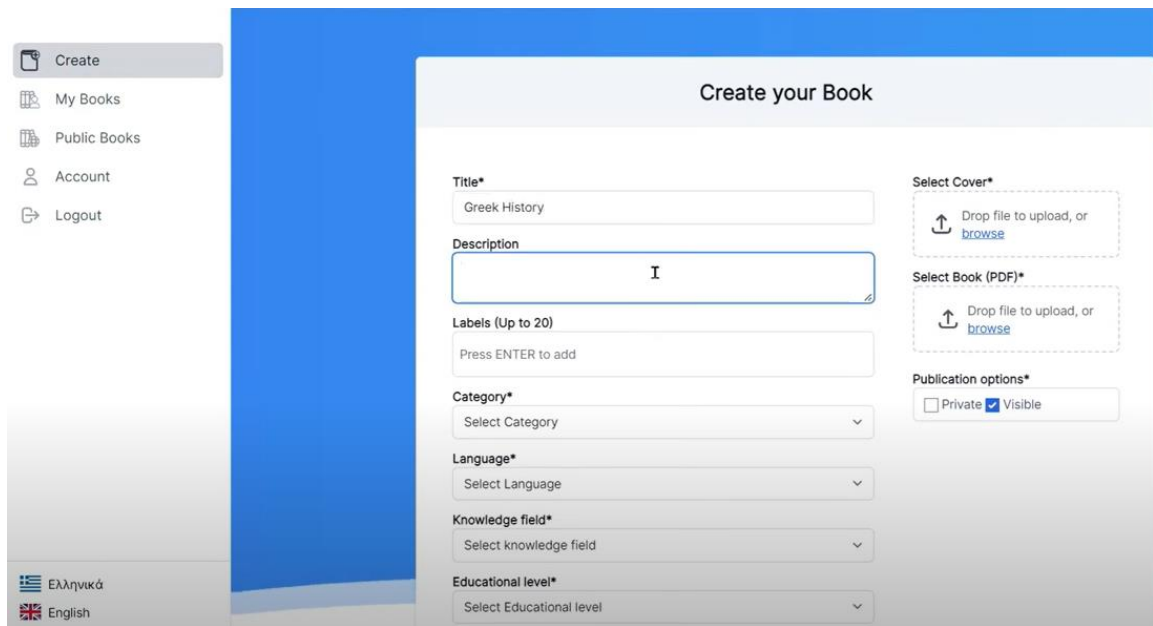 Create
My Books
Public Books
Account
Logout
Ελληνικά
English
Create your Book
Title*
Greek History
Description
Labels (Up to 20)
Press ENTER to add
Category*
Select Category
Language*
Select Language
Knowledge field*
Select knowledge field
Educational level*
Select Educational level
Select Cover*
Drop file to upload, or
browse
Select Book (PDF)*
Drop file to upload, or
browse
Publication options*
Private Visible